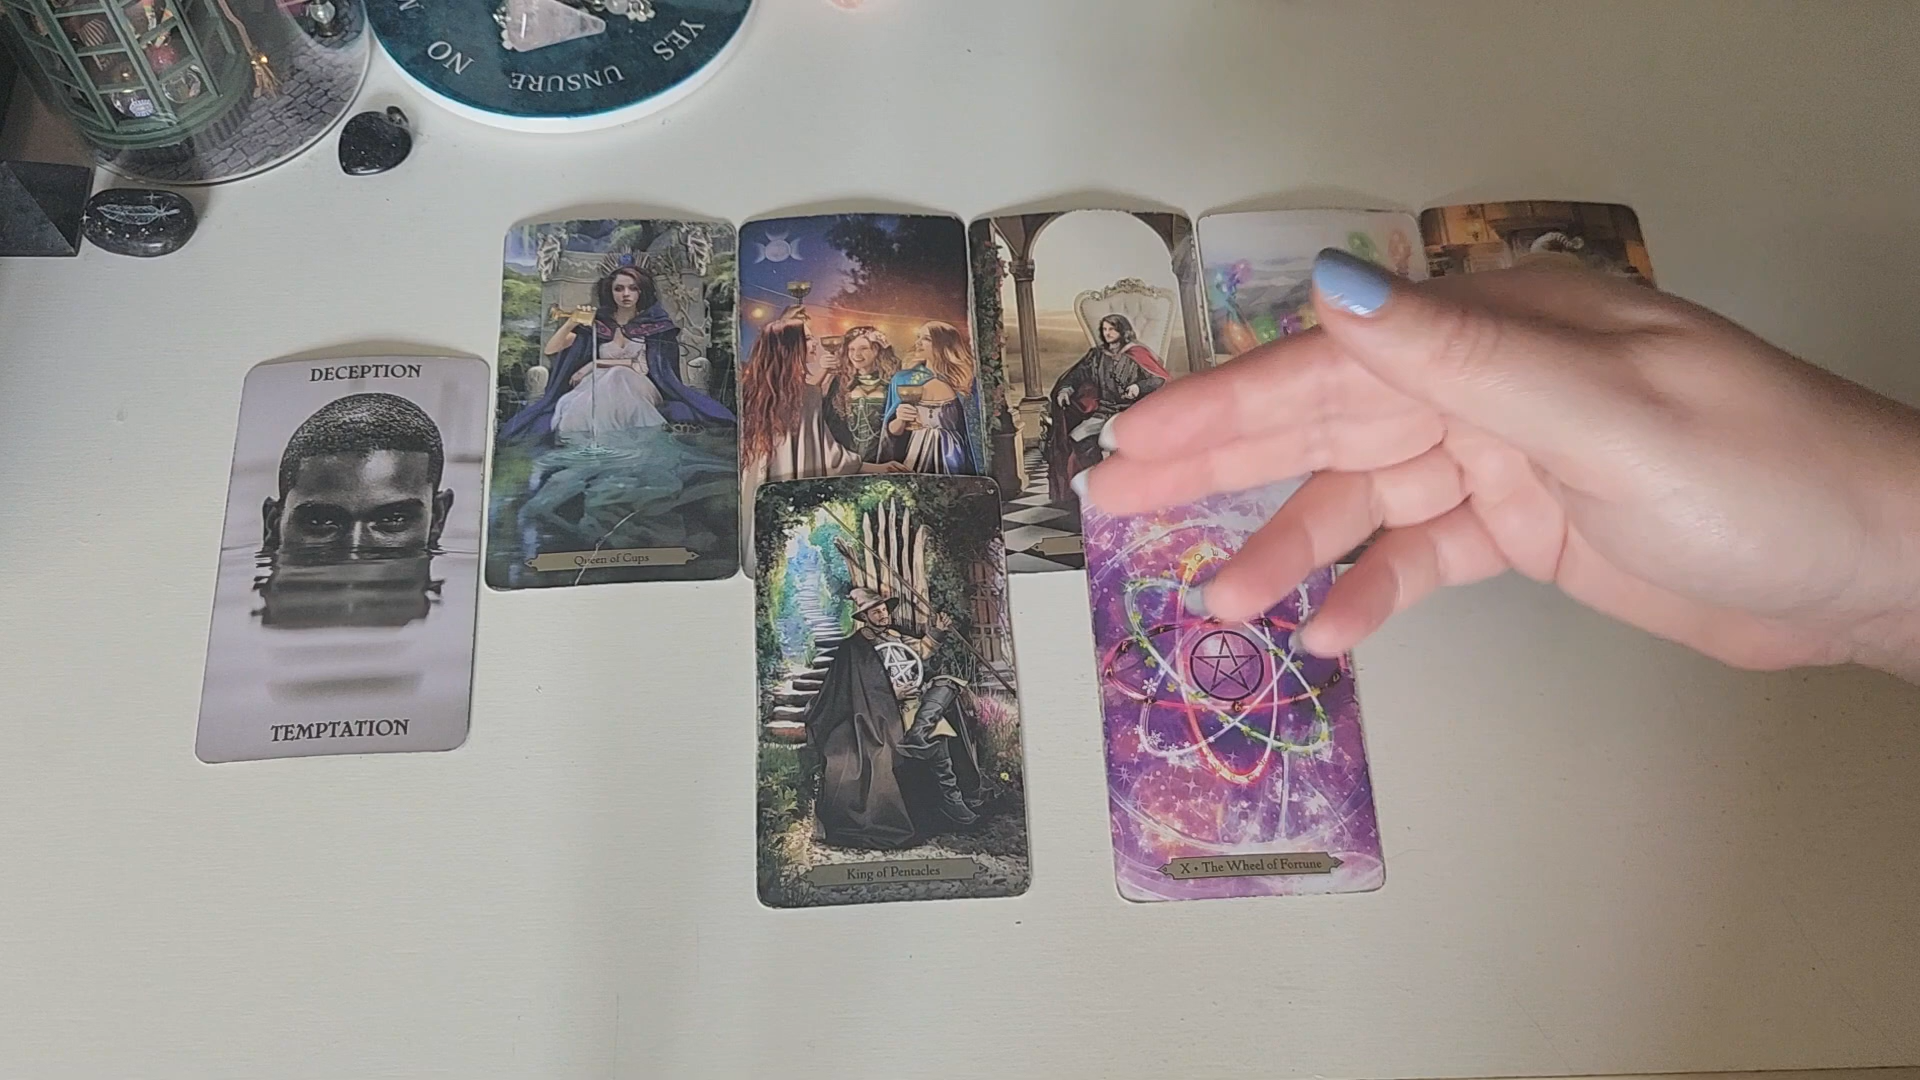 NO
UNSURE
YES
M
DECEPTION
TEMPTATION
Queen of Cups
King of Pentacles
X • The Wheel of Fortune